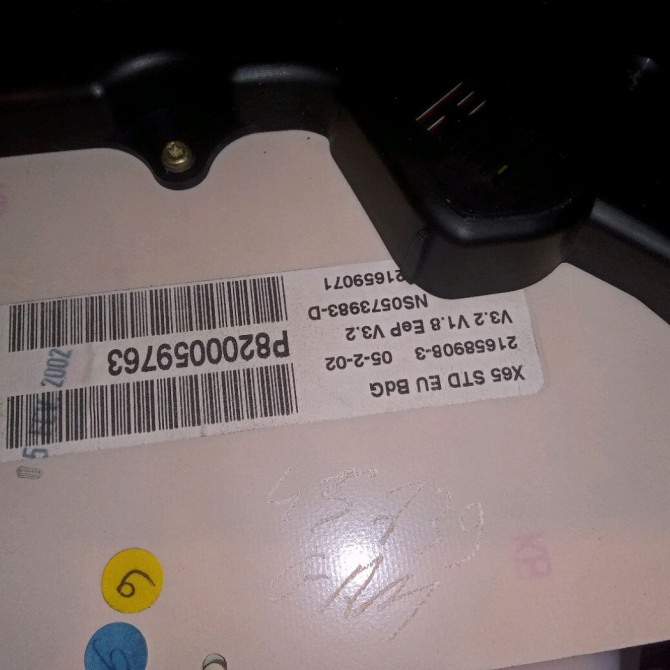 X65 STD EU BdG
21658908-3 05-2-02
V3.2 V1.8 EeP V3.2
NS0573983-D
21659071
P8200059763
2002